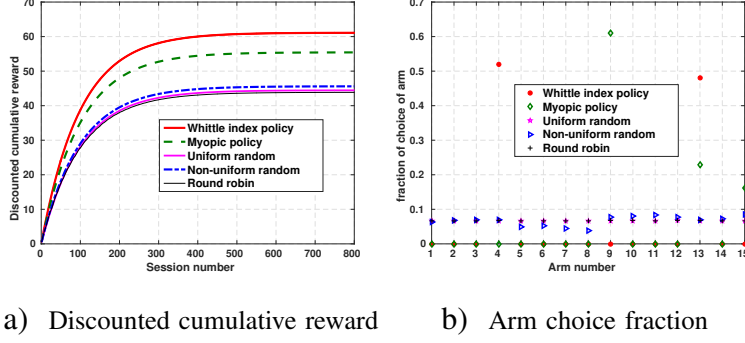 70
60
50
40
30
20
10
0
Discounted cumulative reward
0 100 200 300 400 500 600 700 800
Session number
Whittle index policy
Myopic policy
Uniform random
Non-uniform random
Round robin
0.7
0.6
0.5
0.4
0.3
0.2
0.1
0
fraction of choice of arm
1 2 3 4 5 6 7 8 9 10 11 12 13 14 15
Arm number
Whittle index policy
Myopic policy
Uniform random
Non-uniform random
Round robin
a) Discounted cumulative reward
b) Arm choice fraction